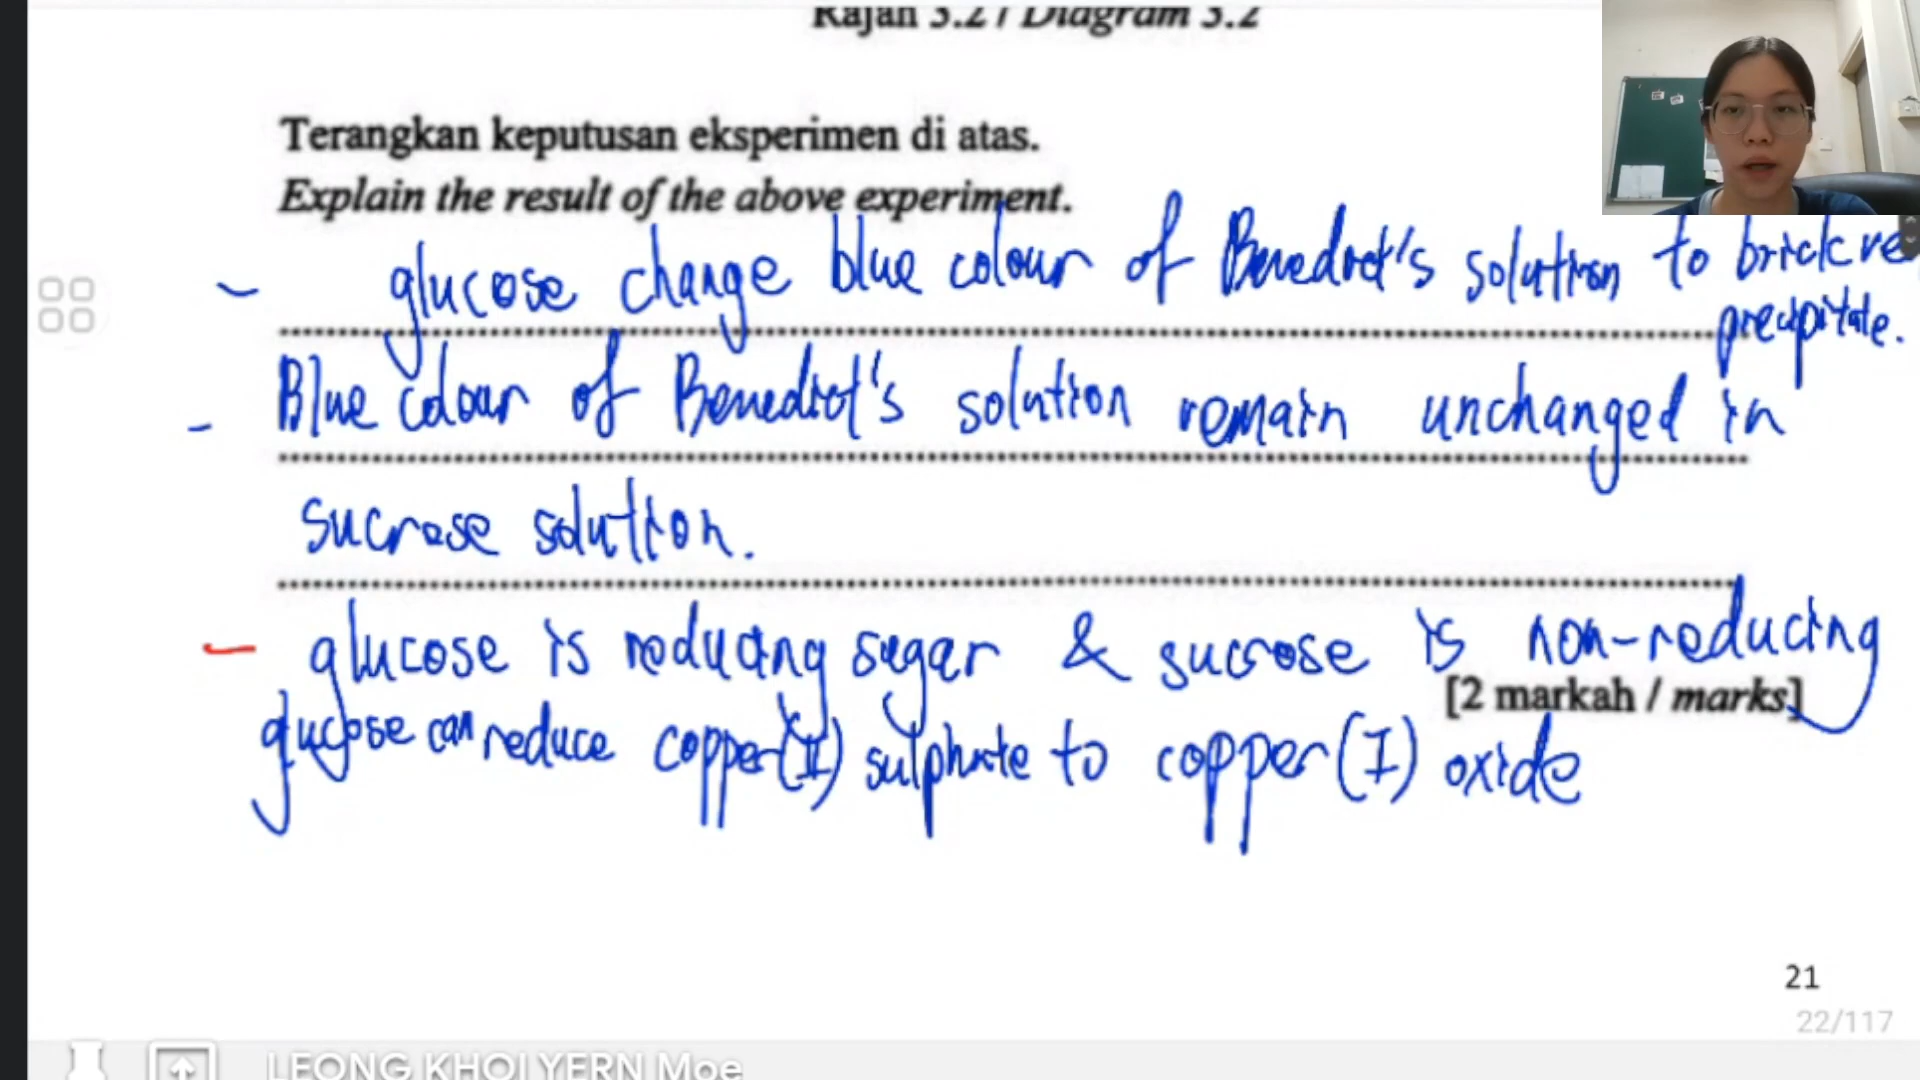 Rajah 3.2 / Diagram 3.2
Terangkan keputusan eksperimen di atas.
Explain the result of the above experiment.
- glucose change blue colour of Benedict's solution to brick re
precipitate.
- Blue colour of Benedict's solution remain unchanged in
sucrose solution.
- glucose is reducing sugar & sucrose is non-reducing
[2 markah / marks]
glucose can reduce copper(II) sulphate to copper(I) oxide
21
22/117
LEONG KHOI YERN Moe